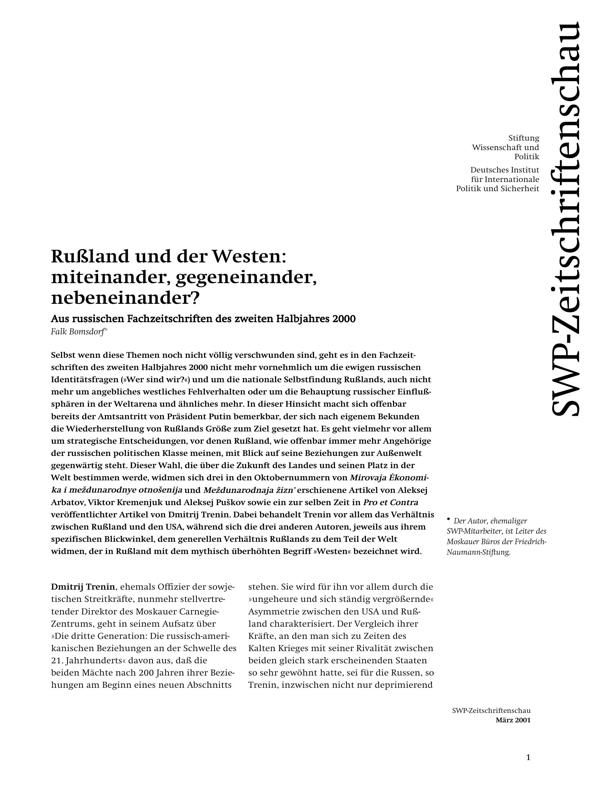 SWP-Zeitschriftenschau
Stiftung
Wissenschaft und
Politik
Deutsches Institut
für Internationale
Politik und Sicherheit
Rußland und der Westen:
miteinander, gegeneinander,
nebeneinander?
Aus russischen Fachzeitschriften des zweiten Halbjahres 2000
Falk Bomsdorf*
Selbst wenn diese Themen noch nicht völlig verschwunden sind, geht es in den Fachzeit-
schriften des zweiten Halbjahres 2000 nicht mehr vornehmlich um die ewigen russischen
Identitätsfragen (»Wer sind wir?«) und um die nationale Selbstfindung Rußlands, auch nicht
mehr um angebliches westliches Fehlverhalten oder um die Behauptung russischer Einfluß-
sphären in der Weltarena und ähnliches mehr. In dieser Hinsicht macht sich offenbar
bereits der Amtsantritt von Präsident Putin bemerkbar, der sich nach eigenem Bekunden
die Wiederherstellung von Rußlands Größe zum Ziel gesetzt hat. Es geht vielmehr vor allem
um strategische Entscheidungen, vor denen Rußland, wie offenbar immer mehr Angehörige
der russischen politischen Klasse meinen, mit Blick auf seine Beziehungen zur Außenwelt
gegenwärtig steht. Dieser Wahl, die über die Zukunft des Landes und seinen Platz in der
Welt bestimmen werde, widmen sich drei in den Oktobernummern von Mirovaja Èkonomi-
ka i meždunarodnye otnošenija und Meždunarodnaja žizn' erschienene Artikel von Aleksej
Arbatov, Viktor Kremenjuk und Aleksej Puškov sowie ein zur selben Zeit in Pro et Contra
veröffentlichter Artikel von Dmitrij Trenin. Dabei behandelt Trenin vor allem das Verhältnis
zwischen Rußland und den USA, während sich die drei anderen Autoren, jeweils aus ihrem
spezifischen Blickwinkel, dem generellen Verhältnis Rußlands zu dem Teil der Welt
widmen, der in Rußland mit dem mythisch überhöhten Begriff »Westen« bezeichnet wird.
* Der Autor, ehemaliger
SWP-Mitarbeiter, ist Leiter des
Moskauer Büros der Friedrich-
Naumann-Stiftung.
Dmitrij Trenin, ehemals Offizier der sowje-
tischen Streitkräfte, nunmehr stellvertre-
tender Direktor des Moskauer Carnegie-
Zentrums, geht in seinem Aufsatz über
»Die dritte Generation: Die russisch-ameri-
kanischen Beziehungen an der Schwelle des
21. Jahrhunderts« davon aus, daß die
beiden Mächte nach 200 Jahren ihrer Bezie-
hungen am Beginn eines neuen Abschnitts
stehen. Sie wird für ihn vor allem durch die
»ungeheure und sich ständig vergrößernde«
Asymmetrie zwischen den USA und Ruß-
land charakterisiert. Der Vergleich ihrer
Kräfte, an den man sich zu Zeiten des
Kalten Krieges mit seiner Rivalität zwischen
beiden gleich stark erscheinenden Staaten
so sehr gewöhnt hatte, sei für die Russen, so
Trenin, inzwischen nicht nur deprimierend
SWP-Zeitschriftenschau
März 2001
1